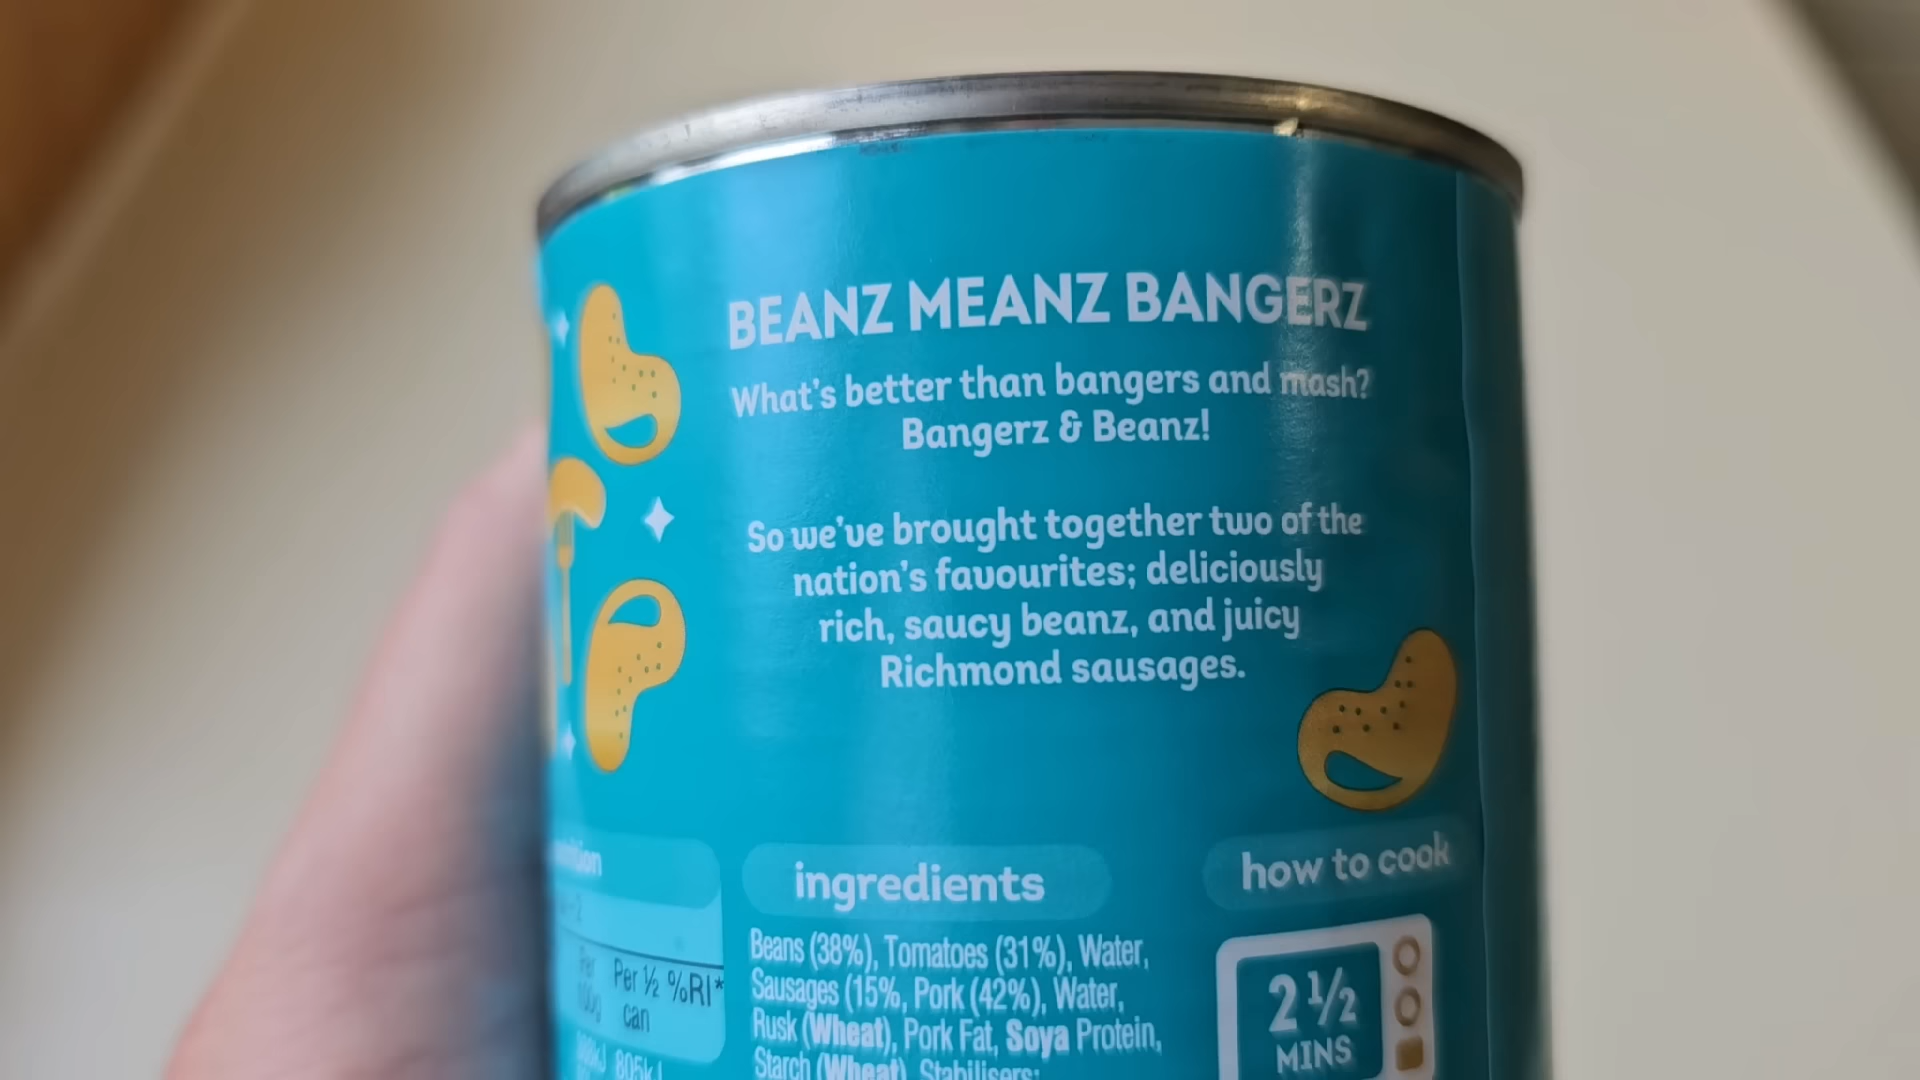 BEANZ MEANZ BANGERZ
What's better than bangers and mash?
Bangerz & Beanz!
So we've brought together two of the
nation's favourites; deliciously
rich, saucy beanz, and juicy
Richmond sausages.
ingredients
Beans (38%), Tomatoes (31%), Water,
Sausages (15%, Pork (42%), Water,
Rusk (Wheat), Pork Fat, Soya Protein,
Starch (Wheat), Stabilisers:
how to cook
2 ½
MINS
Per
100g
Per ½
can
%RI*
805kJ